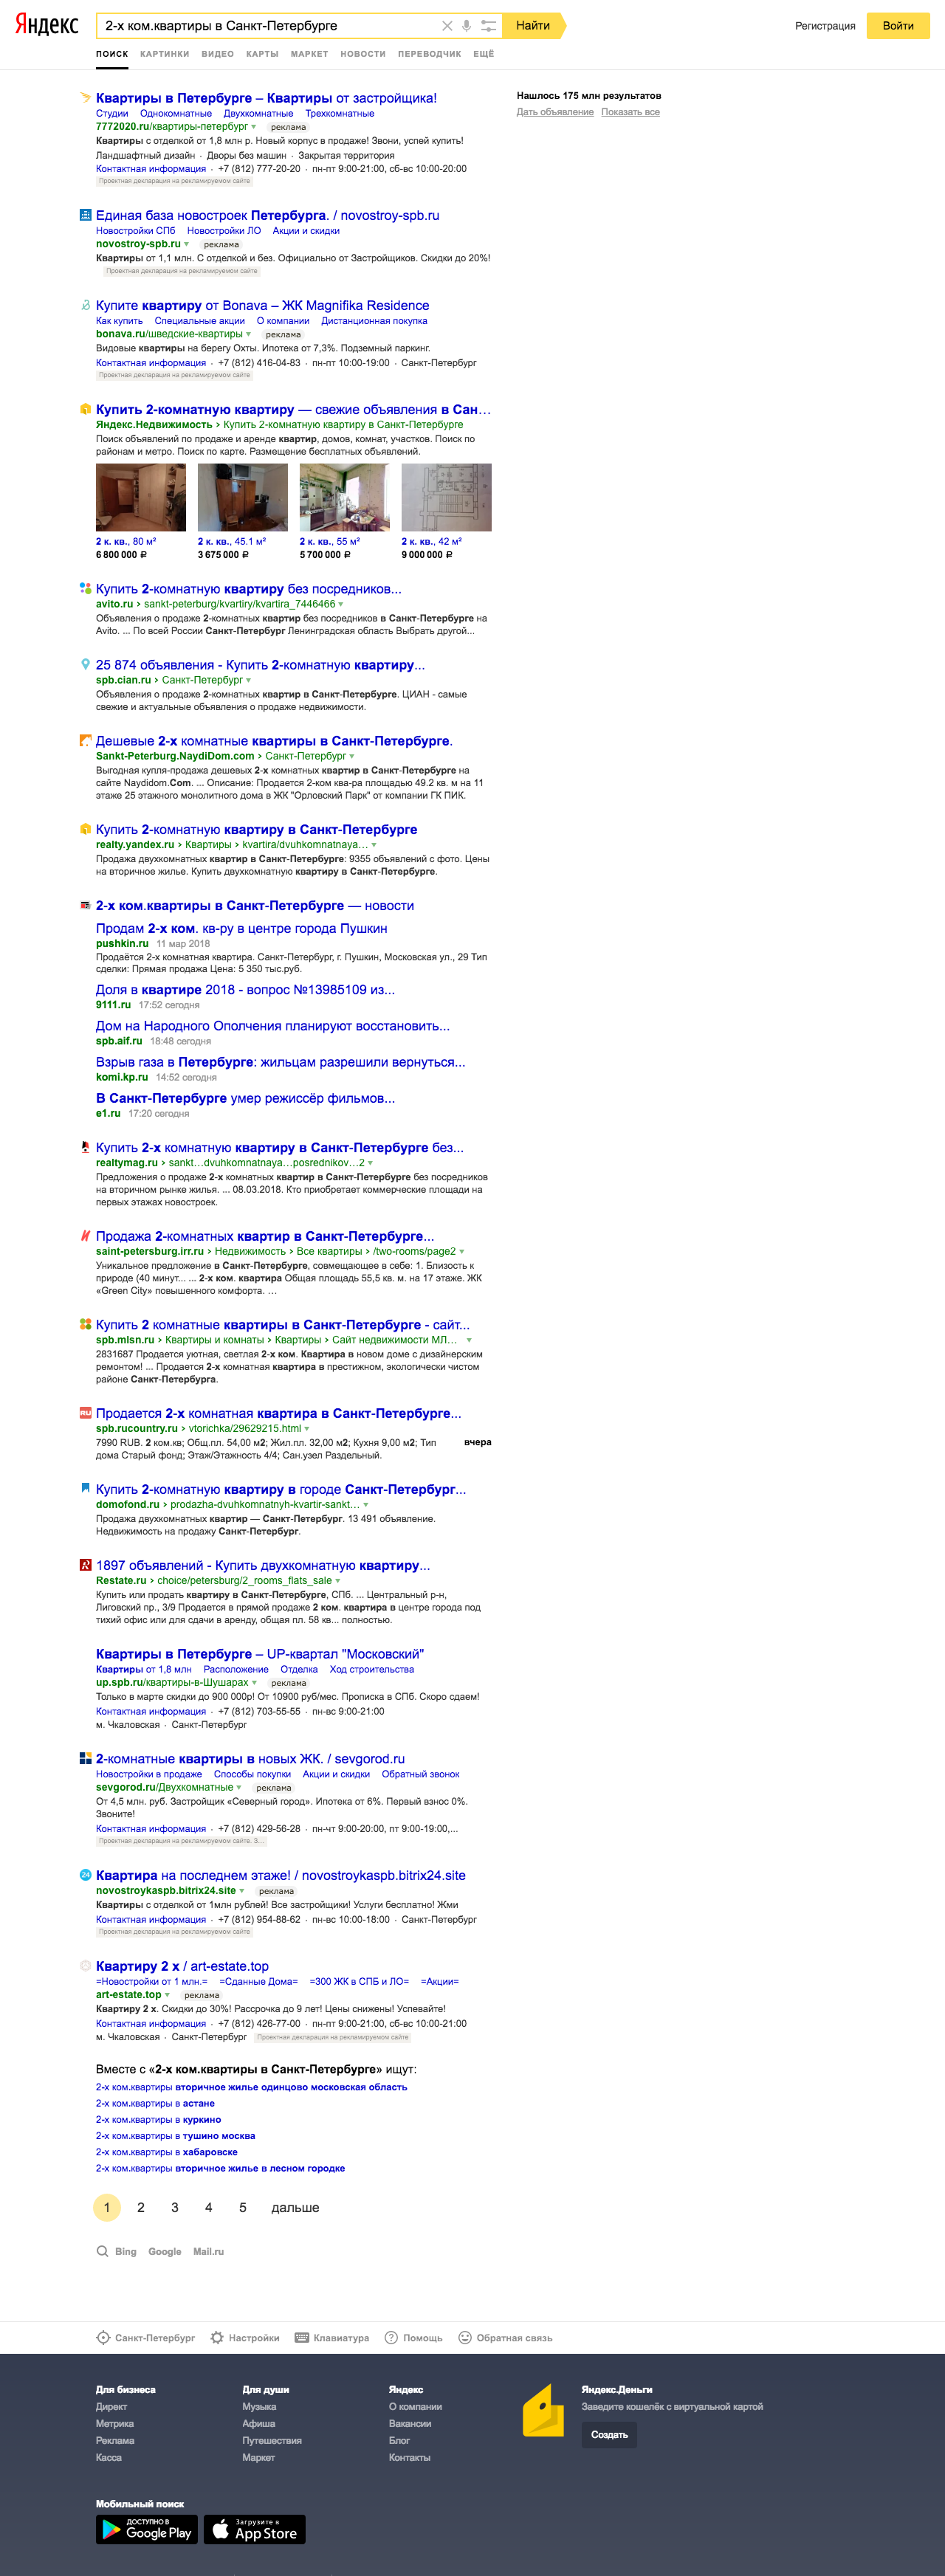 Яндекс
2-х ком.квартиры в Санкт-Петербурге
Найти
Регистрация
Войти
ПОИСК КАРТИНКИ ВИДЕО КАРТЫ МАРКЕТ НОВОСТИ ПЕРЕВОДЧИК ЕЩЁ
Нашлось 175 млн результатов
Дать объявление Показать все
Квартиры в Петербурге – Квартиры от застройщика!
Студии Однокомнатные Двухкомнатные Трехкомнатные
7772020.ru/квартиры-петербург реклама
Квартиры с отделкой от 1,8 млн р. Новый корпус в продаже! Звони, успей купить!
Ландшафтный дизайн · Дворы без машин · Закрытая территория
Контактная информация · +7 (812) 777-20-20 · пн-пт 9:00-21:00, сб-вс 10:00-20:00
Проектная декларация на рекламируемом сайте
Единая база новостроек Петербурга. / novostroy-spb.ru
Новостройки СПб Новостройки ЛО Акции и скидки
novostroy-spb.ru реклама
Квартиры от 1,1 млн. С отделкой и без. Официально от Застройщиков. Скидки до 20%!
Проектная декларация на рекламируемом сайте
Купите квартиру от Bonava – ЖК Magnifika Residence
Как купить Специальные акции О компании Дистанционная покупка
bonava.ru/шведские-квартиры реклама
Видовые квартиры на берегу Охты. Ипотека от 7,3%. Подземный паркинг.
Контактная информация · +7 (812) 416-04-83 · пн-пт 10:00-19:00 · Санкт-Петербург
Проектная декларация на рекламируемом сайте
Купить 2-комнатную квартиру — свежие объявления в Сан…
Яндекс.Недвижимость › Купить 2-комнатную квартиру в Санкт-Петербурге
Поиск объявлений по продаже и аренде квартир, домов, комнат, участков. Поиск по
районам и метро. Поиск по карте. Размещение бесплатных объявлений.
2 к. кв., 80 м² 2 к. кв., 45.1 м² 2 к. кв., 55 м² 2 к. кв., 42 м²
6 800 000 ₽ 3 675 000 ₽ 5 700 000 ₽ 9 000 000 ₽
Купить 2-комнатную квартиру без посредников...
avito.ru › sankt-peterburg/kvartiry/kvartira_7446466
Объявления о продаже 2-комнатных квартир без посредников в Санкт-Петербурге на
Avito. ... По всей России Санкт-Петербург Ленинградская область Выбрать другой...
25 874 объявления - Купить 2-комнатную квартиру...
spb.cian.ru › Санкт-Петербург
Объявления о продаже 2-комнатных квартир в Санкт-Петербурге. ЦИАН - самые
свежие и актуальные объявления о продаже недвижимости.
Дешевые 2-х комнатные квартиры в Санкт-Петербурге.
Sankt-Peterburg.NaydiDom.com › Санкт-Петербург
Выгодная купля-продажа дешевых 2-х комнатных квартир в Санкт-Петербурге на
сайте Naydidom.Com. ... Описание: Продается 2-ком ква-ра площадью 49.2 кв. м на 11
этаже 25 этажного монолитного дома в ЖК "Орловский Парк" от компании ГК ПИК.
Купить 2-комнатную квартиру в Санкт-Петербурге
realty.yandex.ru › Квартиры › kvartira/dvuhkomnatnaya…
Продажа двухкомнатных квартир в Санкт-Петербурге: 9355 объявлений с фото. Цены
на вторичное жилье. Купить двухкомнатную квартиру в Санкт-Петербурге.
2-х ком.квартиры в Санкт-Петербурге — новости
Продам 2-х ком. кв-ру в центре города Пушкин
pushkin.ru 11 мар 2018
Продаётся 2-х комнатная квартира. Санкт-Петербург, г. Пушкин, Московская ул., 29 Тип
сделки: Прямая продажа Цена: 5 350 тыс.руб.
Доля в квартире 2018 - вопрос №13985109 из...
9111.ru 17:52 сегодня
Дом на Народного Ополчения планируют восстановить...
spb.aif.ru 18:48 сегодня
Взрыв газа в Петербурге: жильцам разрешили вернуться...
komi.kp.ru 14:52 сегодня
В Санкт-Петербурге умер режиссёр фильмов...
e1.ru 17:20 сегодня
Купить 2-х комнатную квартиру в Санкт-Петербурге без...
realtymag.ru › sankt…dvuhkomnatnaya…posrednikov…2
Предложения о продаже 2-х комнатных квартир в Санкт-Петербурге без посредников
на вторичном рынке жилья. ... 08.03.2018. Кто приобретает коммерческие площади на
первых этажах новостроек.
Продажа 2-комнатных квартир в Санкт-Петербурге...
saint-petersburg.irr.ru › Недвижимость › Все квартиры › /two-rooms/page2
Уникальное предложение в Санкт-Петербурге, совмещающее в себе: 1. Близость к
природе (40 минут... ... 2-х ком. квартира Общая площадь 55,5 кв. м. на 17 этаже. ЖК
«Green City» повышенного комфорта. …
Купить 2 комнатные квартиры в Санкт-Петербурге - сайт...
spb.mlsn.ru › Квартиры и комнаты › Квартиры › Сайт недвижимости МЛ…
2831687 Продается уютная, светлая 2-х ком. Квартира в новом доме с дизайнерским
ремонтом! ... Продается 2-х комнатная квартира в престижном, экологически чистом
районе Санкт-Петербурга.
Продается 2-х комнатная квартира в Санкт-Петербурге...
spb.rucountry.ru › vtorichka/29629215.html
7990 RUB. 2 ком.кв; Общ.пл. 54,00 м2; Жил.пл. 32,00 м2; Кухня 9,00 м2; Тип вчера
дома Старый фонд; Этаж/Этажность 4/4; Сан.узел Раздельный.
Купить 2-комнатную квартиру в городе Санкт-Петербург...
domofond.ru › prodazha-dvuhkomnatnyh-kvartir-sankt…
Продажа двухкомнатных квартир — Санкт-Петербург. 13 491 объявление.
Недвижимость на продажу Санкт-Петербург.
1897 объявлений - Купить двухкомнатную квартиру...
Restate.ru › choice/petersburg/2_rooms_flats_sale
Купить или продать квартиру в Санкт-Петербурге, СПб. ... Центральный р-н,
Лиговский пр., 3/9 Продается в прямой продаже 2 ком. квартира в центре города под
тихий офис или для сдачи в аренду, общая пл. 58 кв... полностью.
Квартиры в Петербурге – UP-квартал "Московский"
Квартиры от 1,8 млн Расположение Отделка Ход строительства
up.spb.ru/квартиры-в-Шушарах реклама
Только в марте скидки до 900 000р! От 10900 руб/мес. Прописка в СПб. Скоро сдаем!
Контактная информация · +7 (812) 703-55-55 · пн-вс 9:00-21:00
м. Чкаловская · Санкт-Петербург
2-комнатные квартиры в новых ЖК. / sevgorod.ru
Новостройки в продаже Способы покупки Акции и скидки Обратный звонок
sevgorod.ru/Двухкомнатные реклама
От 4,5 млн. руб. Застройщик «Северный город». Ипотека от 6%. Первый взнос 0%.
Звоните!
Контактная информация · +7 (812) 429-56-28 · пн-чт 9:00-20:00, пт 9:00-19:00,...
Проектная декларация на рекламируемом сайте. З…
Квартира на последнем этаже! / novostroykaspb.bitrix24.site
novostroykaspb.bitrix24.site реклама
Квартиры с отделкой от 1млн рублей! Все застройщики! Услуги бесплатно! Жми
Контактная информация · +7 (812) 954-88-62 · пн-вс 10:00-18:00 · Санкт-Петербург
Проектная декларация на рекламируемом сайте
Квартиру 2 х / art-estate.top
=Новостройки от 1 млн.= =Сданные Дома= =300 ЖК в СПБ и ЛО= =Акции=
art-estate.top реклама
Квартиру 2 х. Скидки до 30%! Рассрочка до 9 лет! Цены снижены! Успевайте!
Контактная информация · +7 (812) 426-77-00 · пн-пт 9:00-21:00, сб-вс 10:00-21:00
м. Чкаловская · Санкт-Петербург Проектная декларация на рекламируемом сайте
Вместе с «2-х ком.квартиры в Санкт-Петербурге» ищут:
2-х ком.квартиры вторичное жилье одинцово московская область
2-х ком.квартиры в астане
2-х ком.квартиры в куркино
2-х ком.квартиры в тушино москва
2-х ком.квартиры в хабаровске
2-х ком.квартиры вторичное жилье в лесном городке
1 2 3 4 5 дальше
Bing Google Mail.ru
Санкт-Петербург Настройки Клавиатура Помощь Обратная связь
Для бизнеса Для души Яндекс Яндекс.Деньги
Директ Музыка О компании Заведите кошелёк с виртуальной картой
Метрика Афиша Вакансии Создать
Реклама Путешествия Блог
Касса Маркет Контакты
Мобильный поиск
ДОСТУПНО В Google Play
Загрузите в App Store